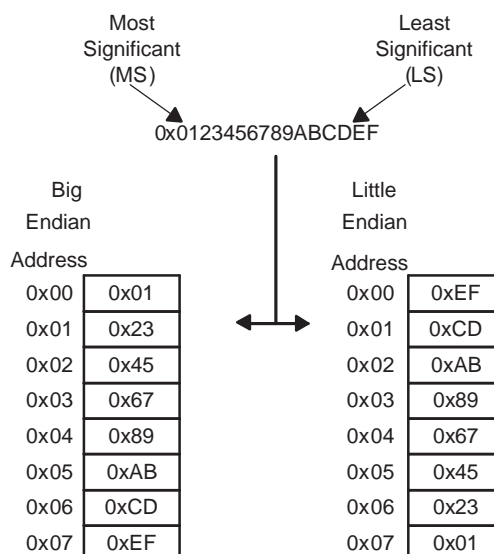 Most
Significant
(MS)
Least
Significant
(LS)
0x0123456789ABCDEF
Big
Endian
Address
0x00 0x01
0x01 0x23
0x02 0x45
0x03 0x67
0x04 0x89
0x05 0xAB
0x06 0xCD
0x07 0xEF
Little
Endian
Address
0x00 0xEF
0x01 0xCD
0x02 0xAB
0x03 0x89
0x04 0x67
0x05 0x45
0x06 0x23
0x07 0x01